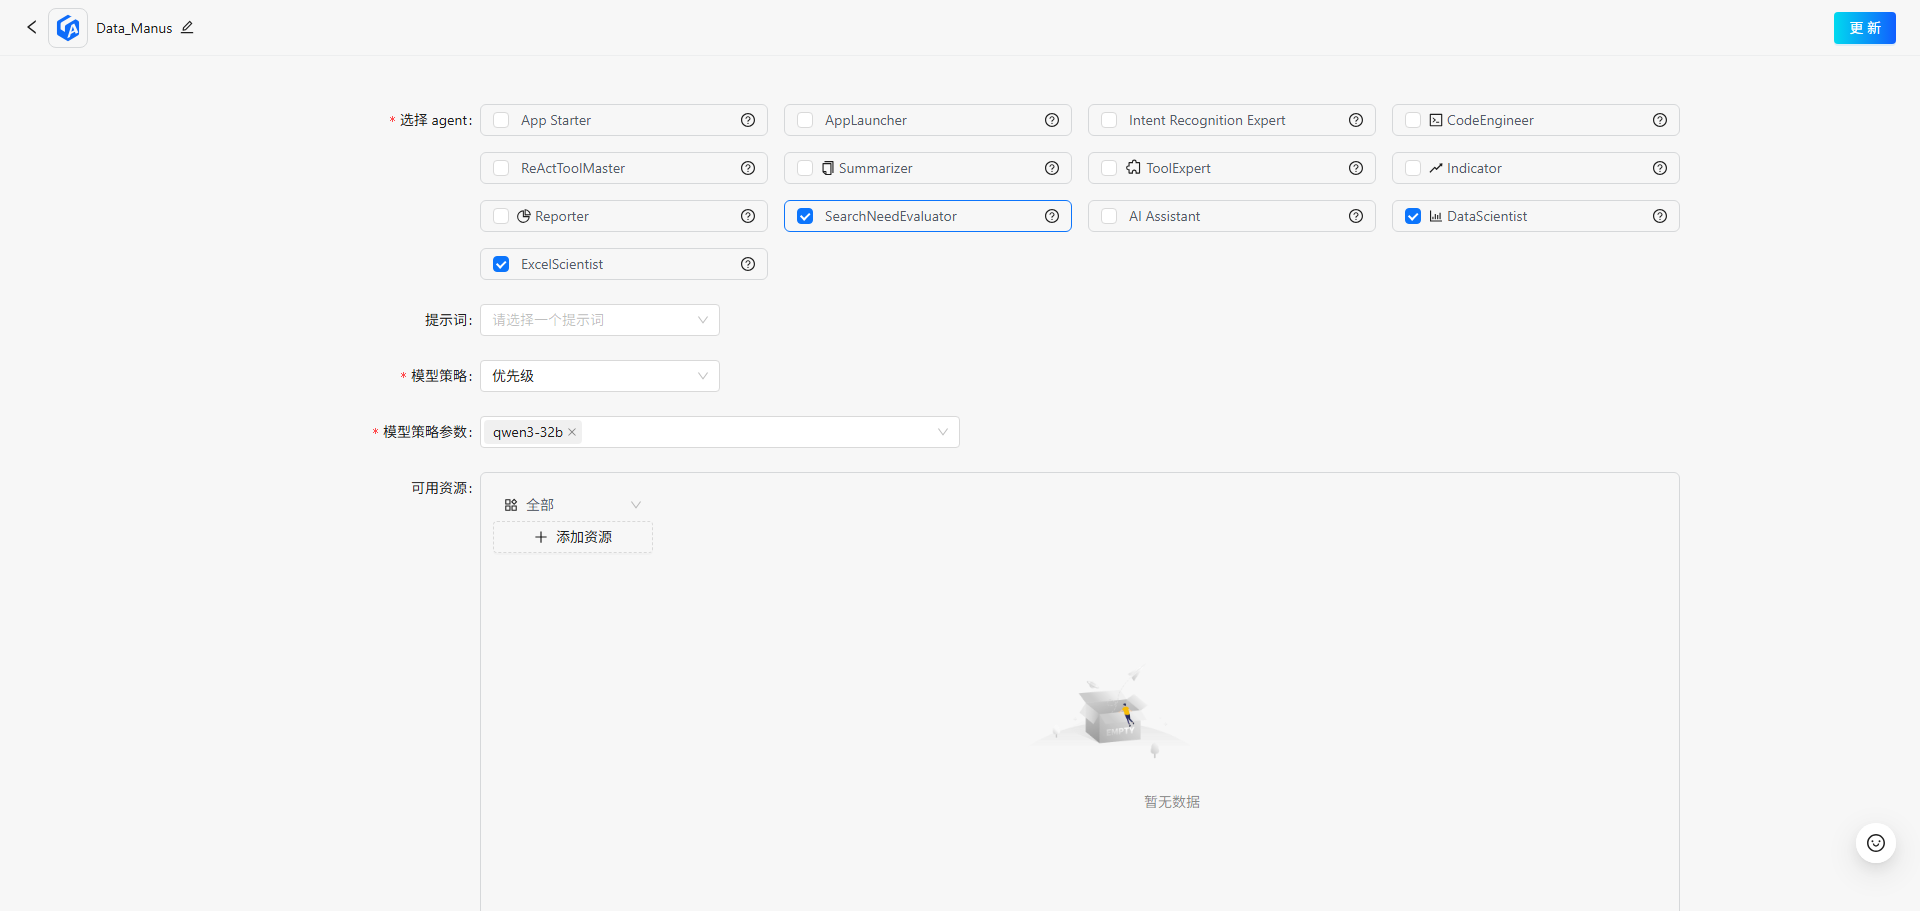 Data_Manus
更 新
* 选择 agent:
App Starter
AppLauncher
Intent Recognition Expert
CodeEngineer
ReActToolMaster
Summarizer
ToolExpert
Indicator
Reporter
SearchNeedEvaluator
AI Assistant
DataScientist
ExcelScientist
提示词:
请选择一个提示词
* 模型策略:
优先级
* 模型策略参数:
qwen3-32b
可用资源:
全部
添加资源
EMPTY
暂无数据